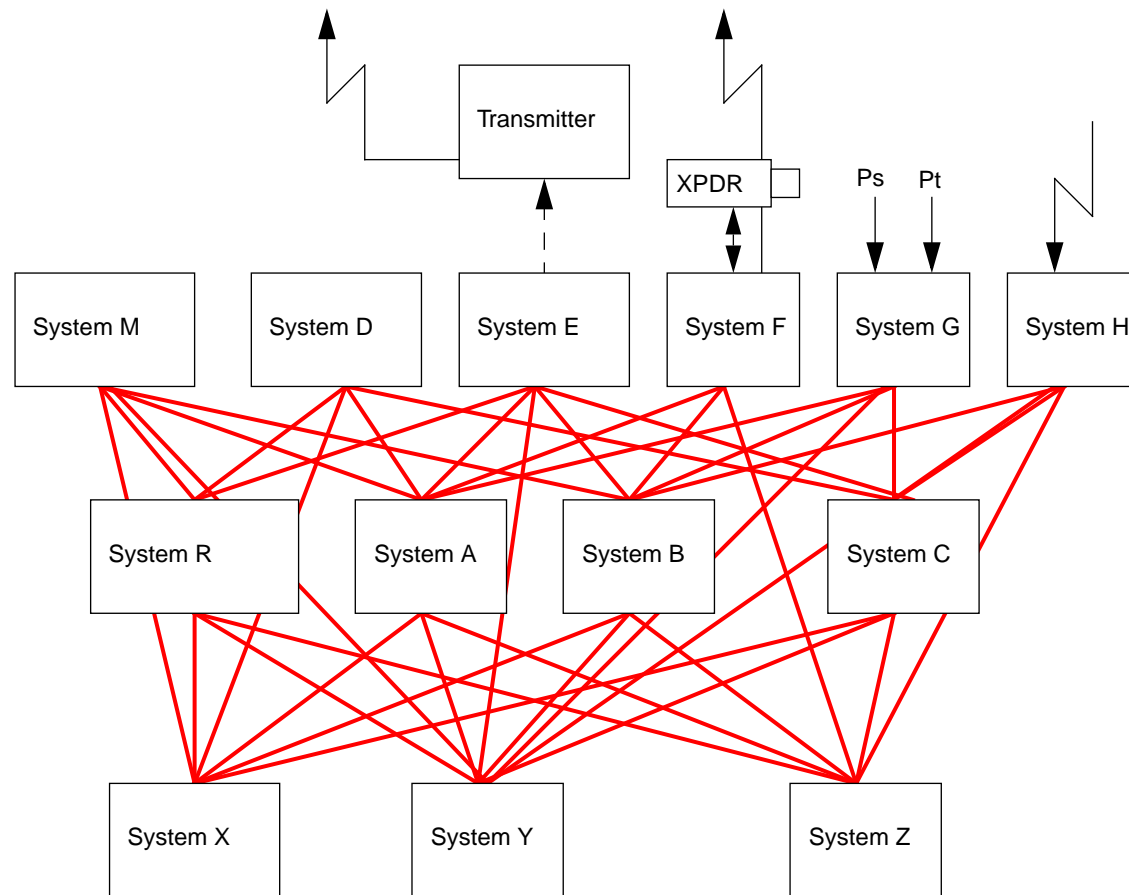 Transmitter
XPDR
Ps
Pt
System M
System D
System E
System F
System G
System H
System R
System A
System B
System C
System X
System Y
System Z